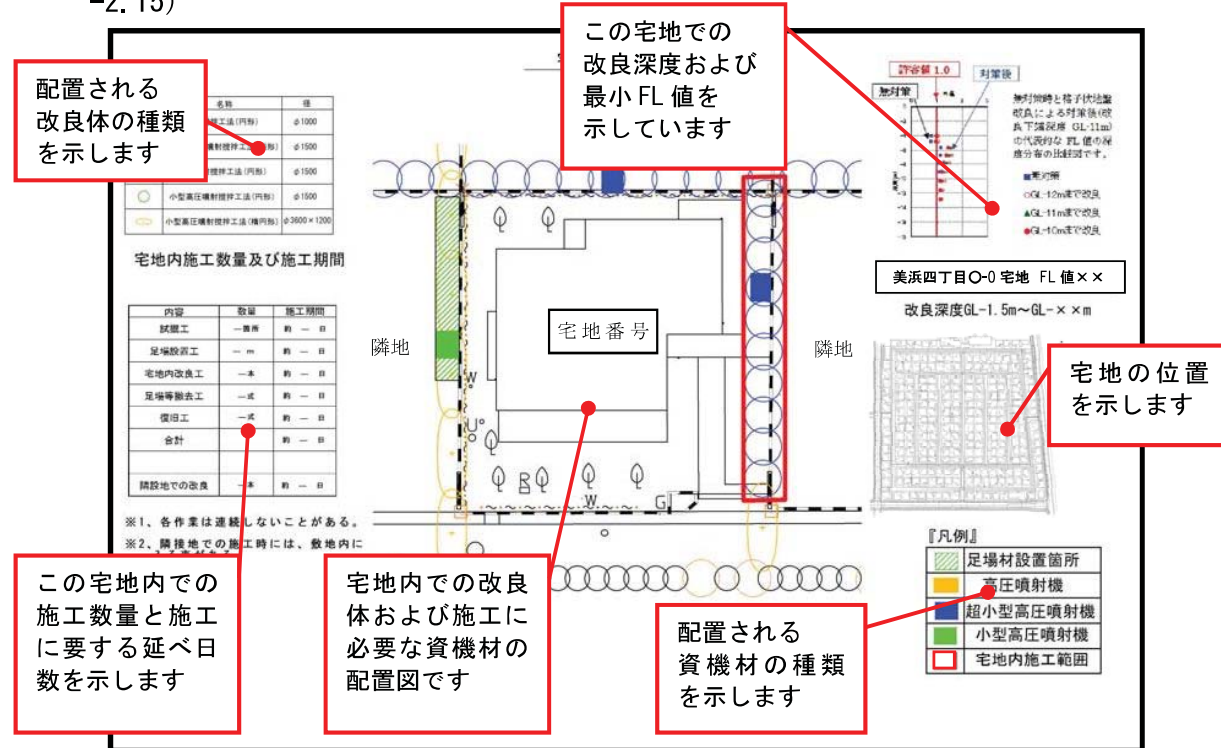 -2.15)
配置される
改良体の種類
を示します
この宅地での
改良深度および
最小 FL 値を
示しています
名称
径
φ1000
φ1500
φ1500
小型高圧噴射撹拌工法(円形)
φ1500
小型高圧噴射撹拌工法(楕円形)
φ3600×1200
宅地内施工数量及び施工期間
内容 数量 施工期間
試掘工 ―箇所 約 ― 日
足場設置工 ― m 約 ― 日
宅地内改良工 ―本 約 ― 日
足場等撤去工 ―式 約 ― 日
復旧工 ―式 約 ― 日
合計 約 ― 日
隣設地での改良 ―本 約 ― 日
※1、各作業は連続しないことがある。
※2、隣接地での施工時には、敷地内に
隣地
宅地番号
隣地
W
U
R
W
G
許容値 1.0
対策後
無対策
無対策時と格子状地盤
改良による対策後(改
良下端深度 GL-11m)
の代表的な FL 値の深
度分布の比較図です。
■無対策
○GL-12mまで改良
▲GL-11mまで改良
●GL-10mまで改良
美浜四丁目〇-0 宅地 FL 値××
改良深度GL-1.5m～GL-××m
宅地の位置
を示します
『凡例』
足場材設置箇所
高圧噴射機
超小型高圧噴射機
小型高圧噴射機
宅地内施工範囲
この宅地内での
施工数量と施工
に要する延べ日
数を示します
宅地内での改良
体および施工に
必要な資機材の
配置図です
配置される
資機材の種類
を示します